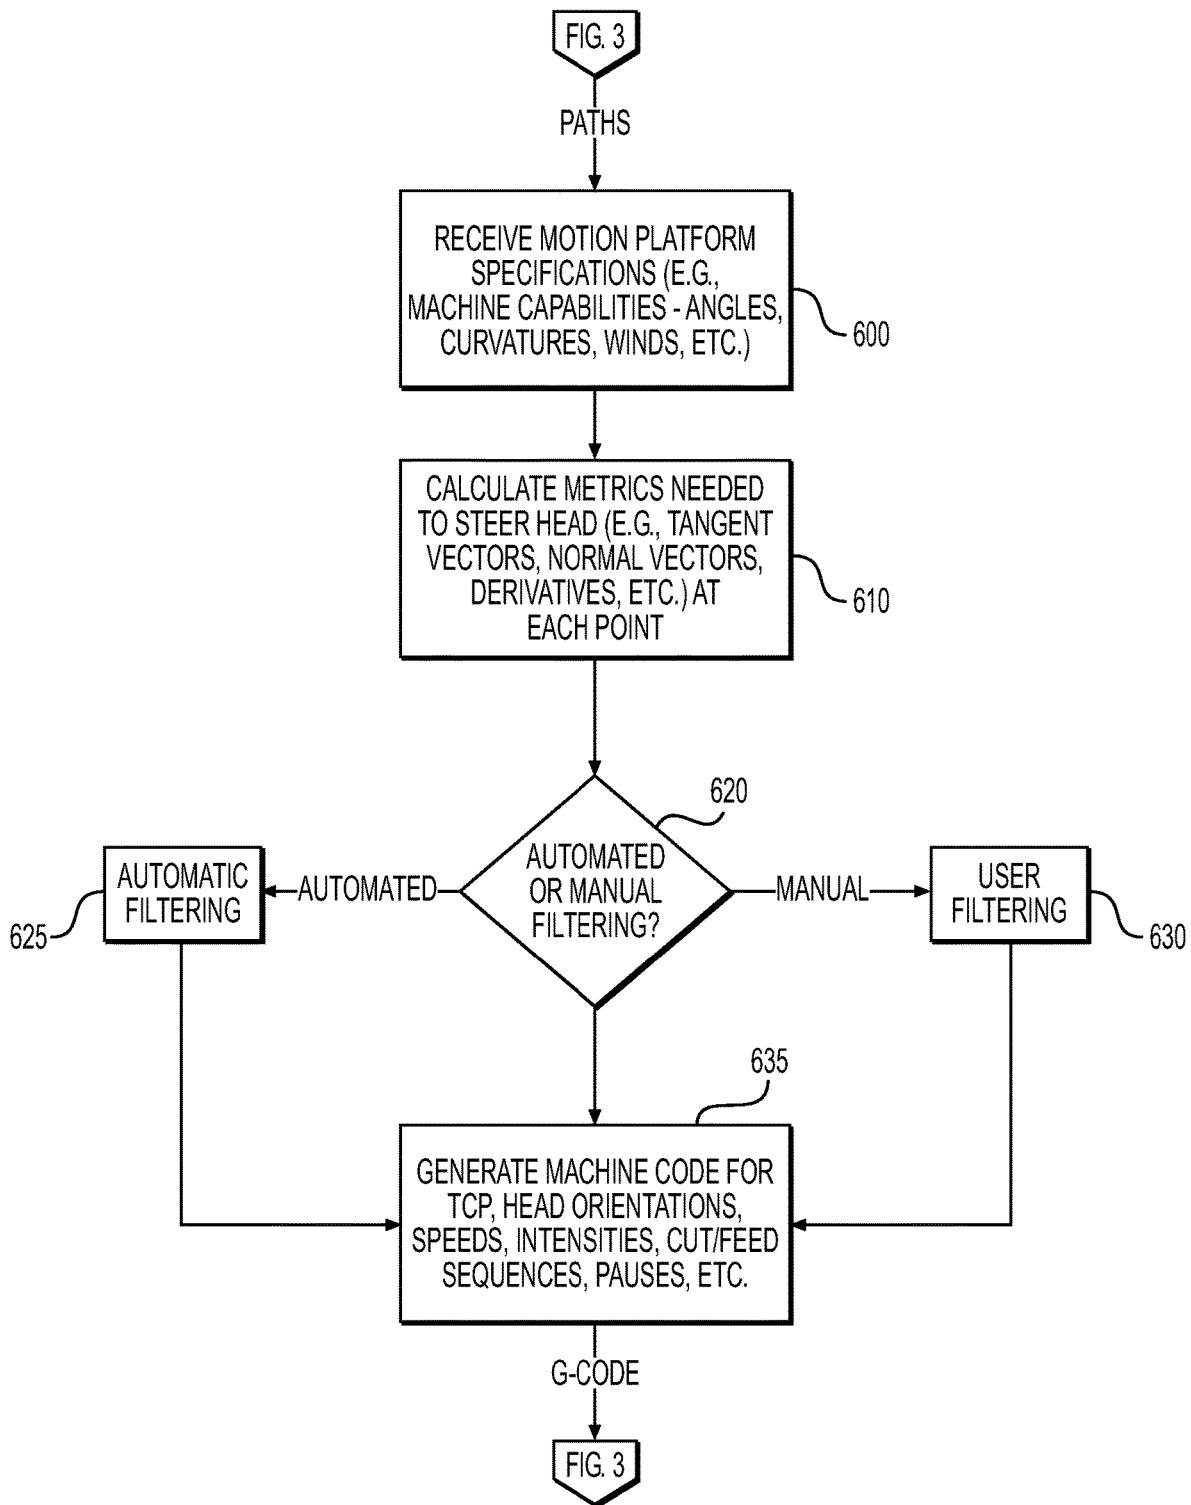 FIG. 3
PATHS
RECEIVE MOTION PLATFORM
SPECIFICATIONS (E.G.,
MACHINE CAPABILITIES - ANGLES,
CURVATURES, WINDS, ETC.)
600
CALCULATE METRICS NEEDED
TO STEER HEAD (E.G., TANGENT
VECTORS, NORMAL VECTORS,
DERIVATIVES, ETC.) AT
EACH POINT
610
620
AUTOMATED
OR MANUAL
FILTERING?
AUTOMATED
AUTOMATIC
FILTERING
625
MANUAL
USER
FILTERING
630
635
GENERATE MACHINE CODE FOR
TCP, HEAD ORIENTATIONS,
SPEEDS, INTENSITIES, CUT/FEED
SEQUENCES, PAUSES, ETC.
G-CODE
FIG. 3